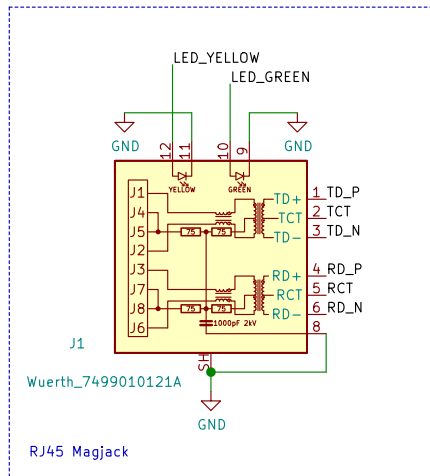 LED_YELLOW
LED_GREEN
GND
12
11
10
9
GND
YELLOW
GREEN
J1
TD+
1
TD_P
J4
TCT
2
TCT
J5
75
75
TD-
3
TD_N
J2
J3
RD+
4
RD_P
J7
RCT
5
RCT
J8
75
75
RD-
6
RD_N
J6
1000pF 2kV
8
J1
SH
Wuerth_7499010121A
GND
RJ45 Magjack